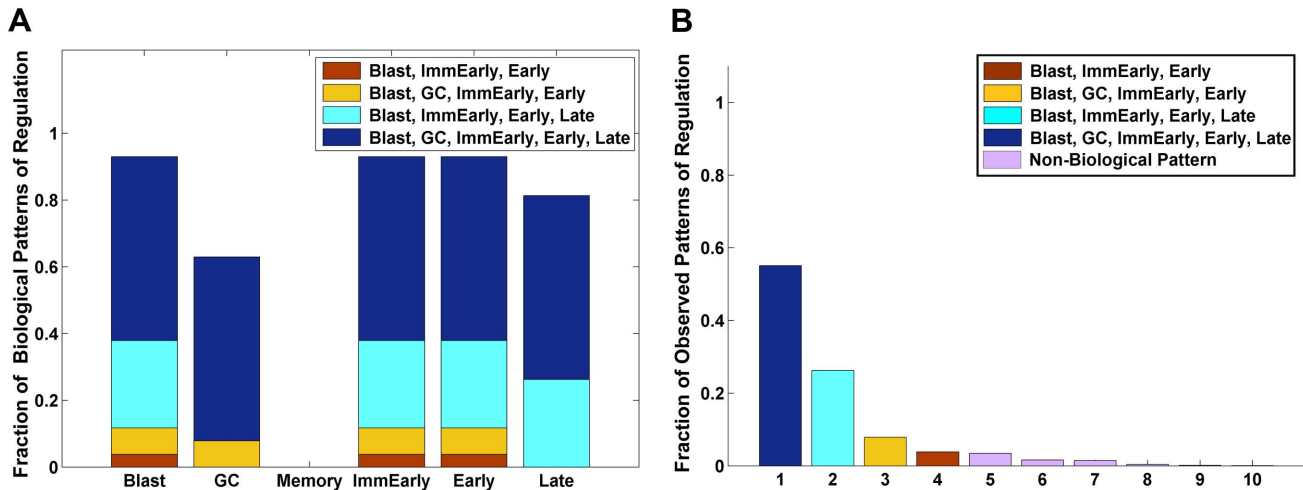 A
Fraction of Biological Patterns of Regulation
1
0.8
0.6
0.4
0.2
0
Blast, ImmEarly, Early
Blast, GC, ImmEarly, Early
Blast, ImmEarly, Early, Late
Blast, GC, ImmEarly, Early, Late
Blast GC Memory ImmEarly Early Late
B
Fraction of Observed Patterns of Regulation
1
0.8
0.6
0.4
0.2
0
Blast, ImmEarly, Early
Blast, GC, ImmEarly, Early
Blast, ImmEarly, Early, Late
Blast, GC, ImmEarly, Early, Late
Non-Biological Pattern
1 2 3 4 5 6 7 8 9 10